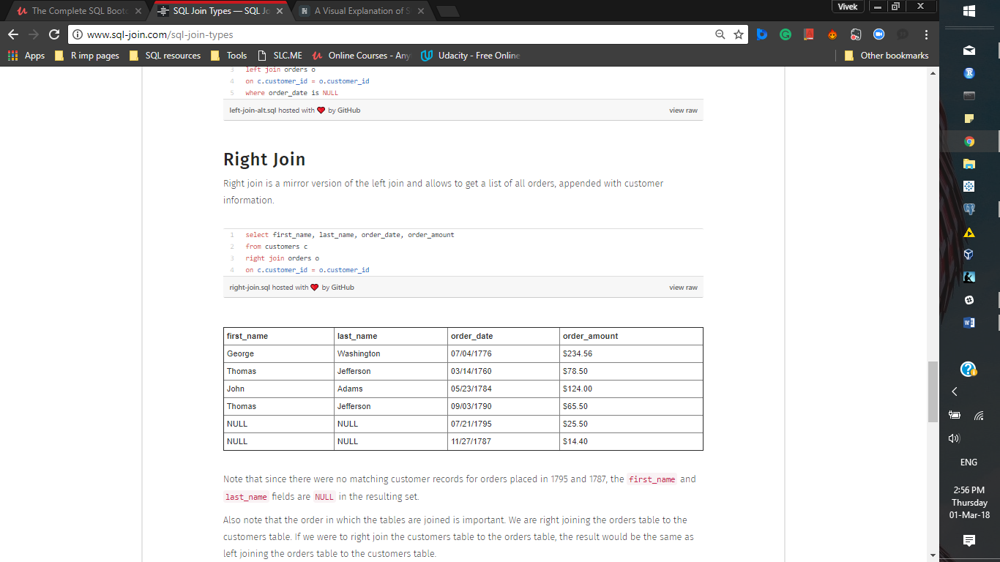 The Complete SQL Boot
SQL Join Types — SQL Jo
A Visual Explanation of S
Vivek
www.sql-join.com/sql-join-types
Apps
R imp pages
SQL resources
Tools
SLC.ME
Online Courses - Any
Udacity - Free Online
Other bookmarks
3 left join orders o
4 on c.customer_id = o.customer_id
5 where order_date is NULL
left-join-alt.sql hosted with ❤ by GitHub view raw
Right Join
Right join is a mirror version of the left join and allows to get a list of all orders, appended with customer
information.
1 select first_name, last_name, order_date, order_amount
2 from customers c
3 right join orders o
4 on c.customer_id = o.customer_id
right-join.sql hosted with ❤ by GitHub view raw
first_name last_name order_date order_amount
George Washington 07/04/1776 $234.56
Thomas Jefferson 03/14/1760 $78.50
John Adams 05/23/1784 $124.00
Thomas Jefferson 09/03/1790 $65.50
NULL NULL 07/21/1795 $25.50
NULL NULL 11/27/1787 $14.40
Note that since there were no matching customer records for orders placed in 1795 and 1787, the first_name and
last_name fields are NULL in the resulting set.
Also note that the order in which the tables are joined is important. We are right joining the orders table to the
customers table. If we were to right join the customers table to the orders table, the result would be the same as
left joining the orders table to the customers table.
ENG
2:56 PM
Thursday
01-Mar-18